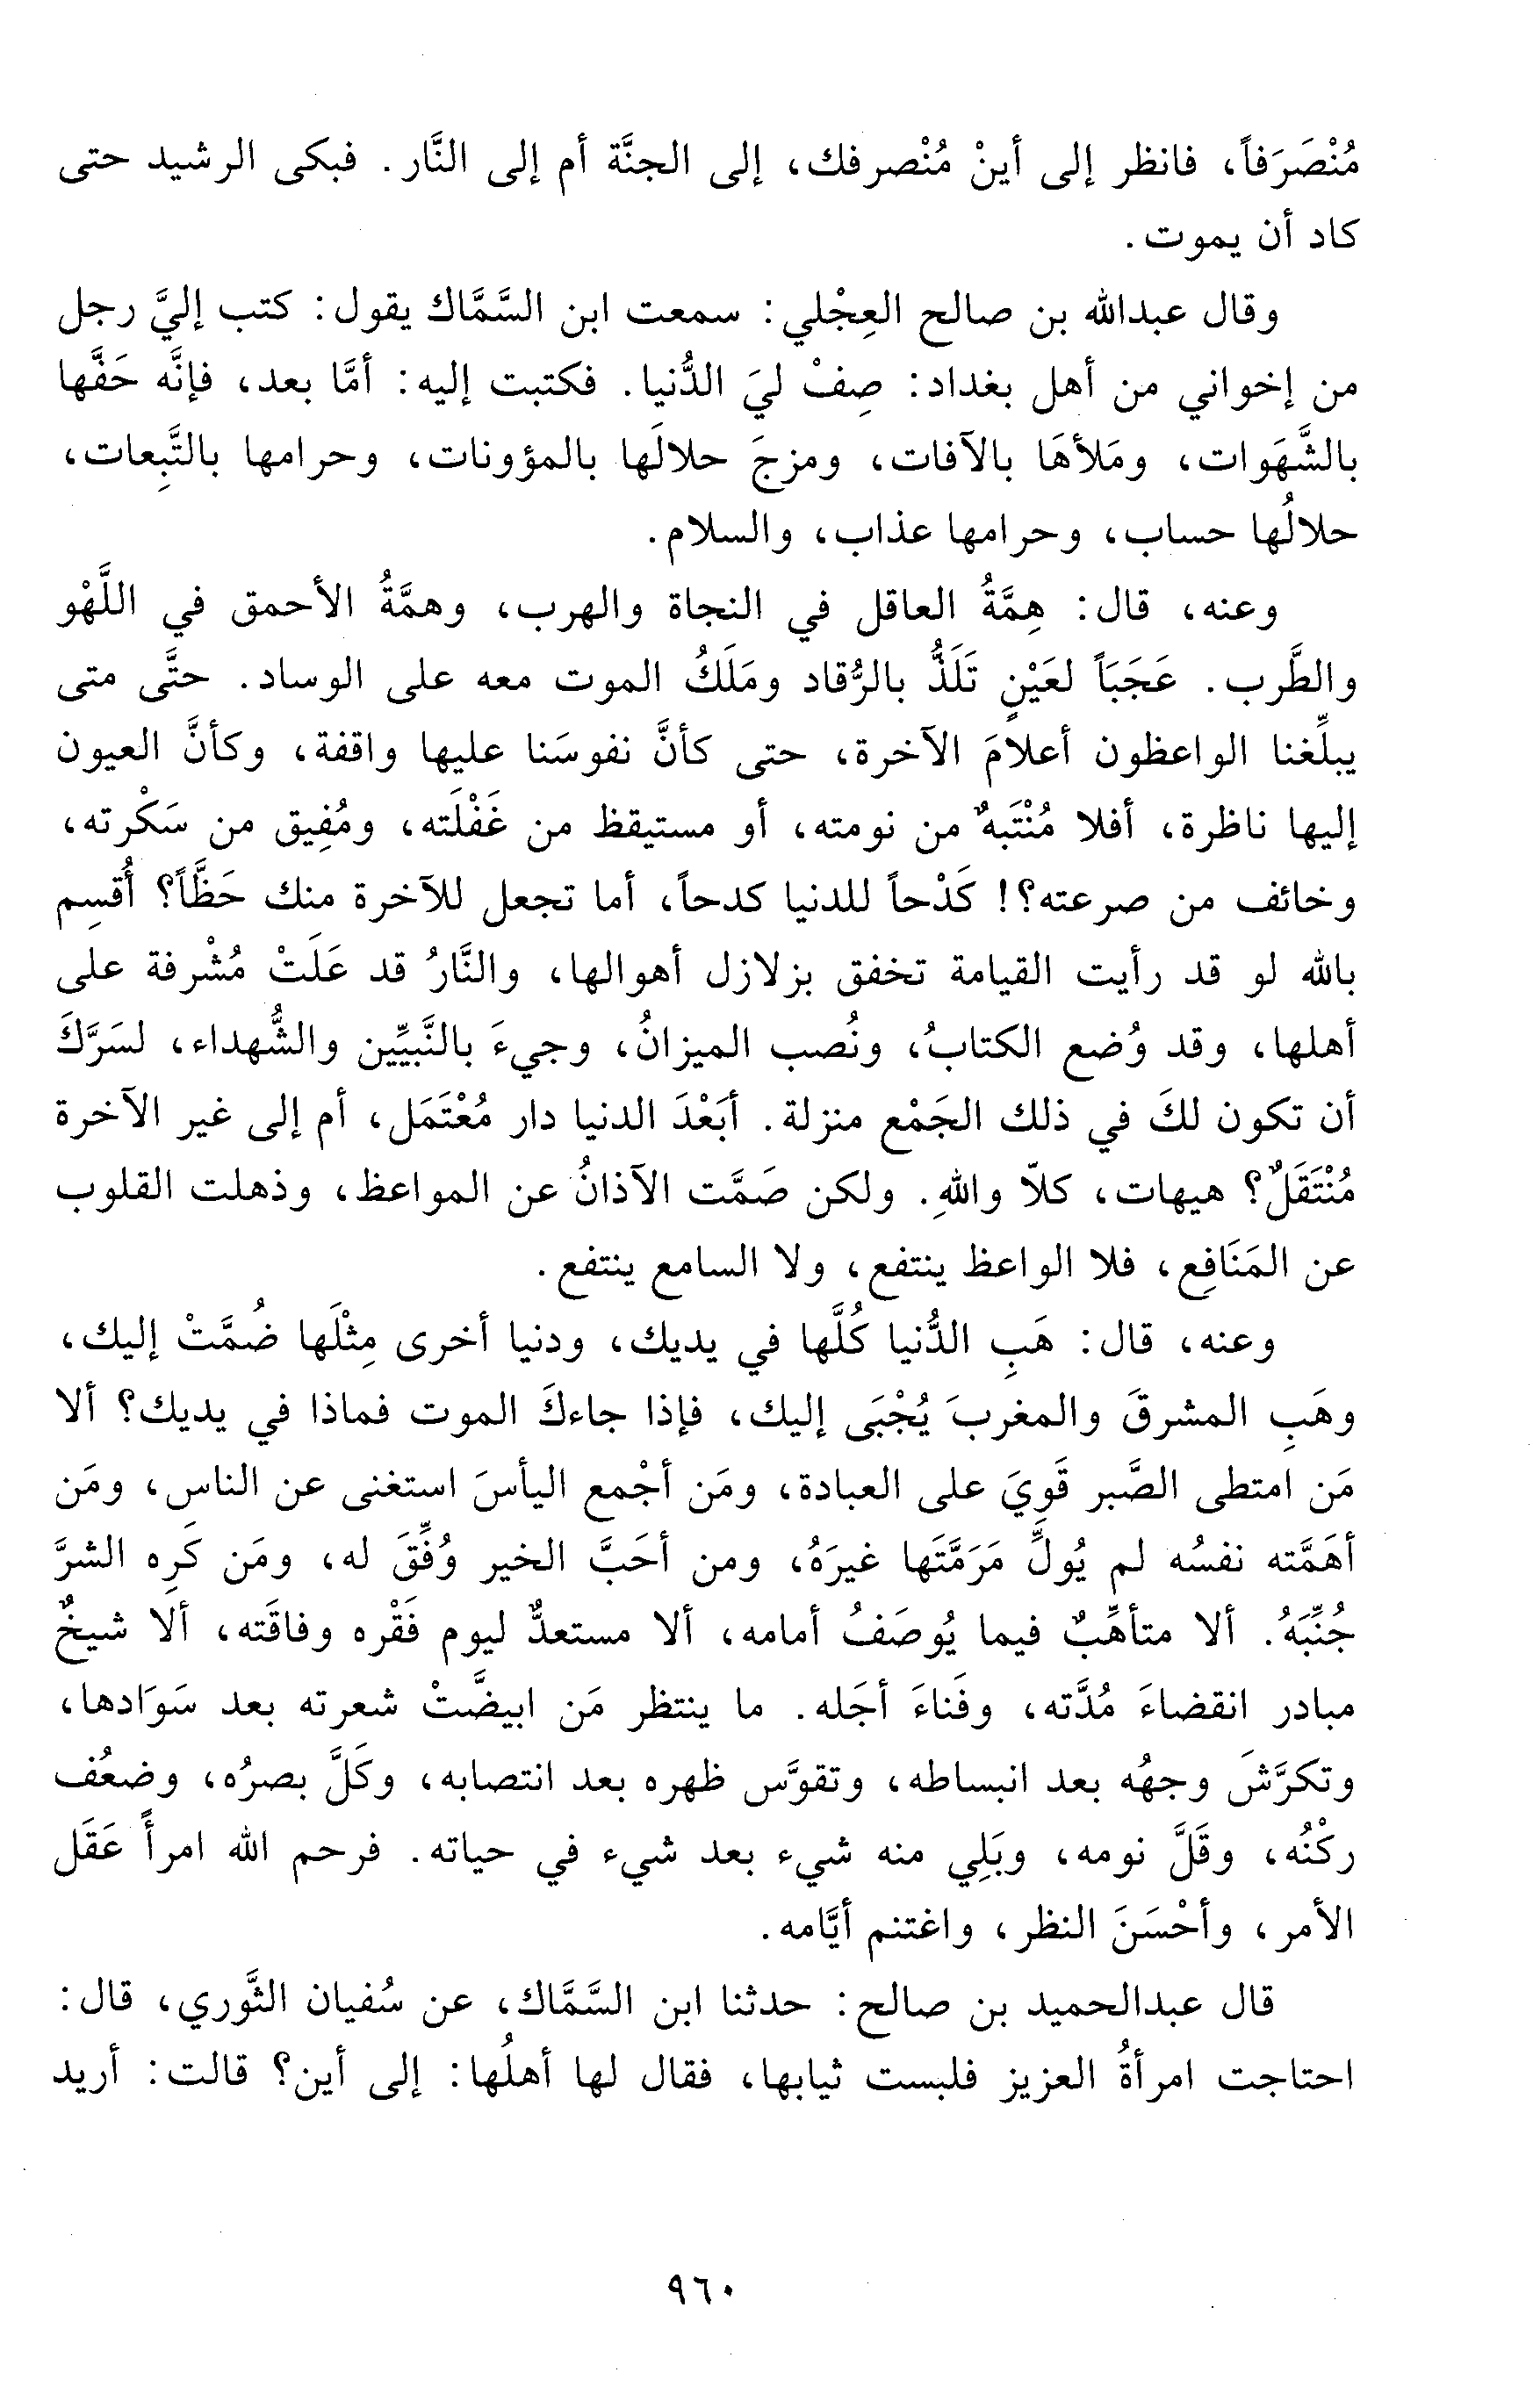 مُنْصَرَفاً، فانظر إلى أينْ مُنْصرفك، إلى الجنَّة أم إلى النَّار. فبكى الرشيد حتى
كاد أن يموت.
وقال عبدالله بن صالح العِجْلي: سمعت ابن السَّمَّاك يقول: كتب إليَّ رجل
من إخواني من أهل بغداد: صِفْ ليَ الدُّنيا. فكتبت إليه: أمَّا بعد، فإنَّه حَفَّها
بالشَّهَوات، ومَلأهَا بالآفات، ومزجَ حلالَها بالمؤونات، وحرامها بالتَّبِعات،
حلالُها حساب، وحرامها عذاب، والسلام.
وعنه، قال: هِمَّةُ العاقل في النجاة والهرب، وهمَّةُ الأحمق في اللَّهْو
والطَّرب. عَجَبَاً لعَيْنٍ تَلَذُّ بالرُّقاد ومَلَكُ الموت معه على الوساد. حتَّى متى
يبلِّغنا الواعظون أعلامَ الآخرة، حتى كأنَّ نفوسَنا عليها واقفة، وكأنَّ العيون
إليها ناظرة، أفلا مُنْتَبهٌ من نومته، أو مستيقظ من غَفْلَته، ومُفِيق من سَكْرته،
وخائف من صرعته؟! كَدْحاً للدنيا كدحاً، أما تجعل للآخرة منك حَظَّاً؟ أُقسِم
بالله لو قد رأيت القيامة تخفق بزلازل أهوالها، والنَّارُ قد عَلَتْ مُشْرفة على
أهلها، وقد وُضع الكتابُ، ونُصب الميزانُ، وجيءَ بالنَّبيِّين والشُّهداء، لسَرَّكَ
أن تكون لكَ في ذلك الجَمْع منزلة. أبَعْدَ الدنيا دار مُعْتَمَل، أم إلى غير الآخرة
مُنْتَقَلٌ؟ هيهات، كلاّ واللهِ. ولكن صَمَّت الآذانُ عن المواعظ، وذهلت القلوب
عن المَنَافِع، فلا الواعظ ينتفع، ولا السامع ينتفع.
وعنه، قال: هَبِ الدُّنيا كُلَّها في يديك، ودنيا أخرى مِثْلَها ضُمَّتْ إليك،
وهَبِ المشرقَ والمغربَ يُجْبَى إليك، فإذا جاءكَ الموت فماذا في يديك؟ ألا
مَن امتطى الصَّبر قَوِيَ على العبادة، ومَن أجْمع اليأسَ استغنى عن الناس، ومَن
أهَمَّته نفسُه لم يُولِّ مَرَمَّتَها غيرَهُ، ومن أحَبَّ الخير وُفِّقَ له، ومَن كَرِه الشرَّ
جُنِّبَهُ. ألا متأهِّبٌ فيما يُوصَفُ أمامه، ألا مستعدٌّ ليوم فَقْره وفاقَته، ألا شيخٌ
مبادر انقضاءَ مُدَّته، وفَناءَ أجَله. ما ينتظر مَن ابيضَّتْ شعرته بعد سَوَادها،
وتكرَّشَ وجهُه بعد انبساطه، وتقوَّس ظهره بعد انتصابه، وكَلَّ بصرُه، وضعُف
ركْنُه، وقَلَّ نومه، وبَلِي منه شيء بعد شيء في حياته. فرحم الله امرأً عَقَل
الأمر، وأحْسَنَ النظر، واغتنم أيَّامه.
قال عبدالحميد بن صالح: حدثنا ابن السَّمَّاك، عن سُفيان الثَّوري، قال:
احتاجت امرأةُ العزيز فلبست ثيابها، فقال لها أهلُها: إلى أين؟ قالت: أريد
٩٦٠